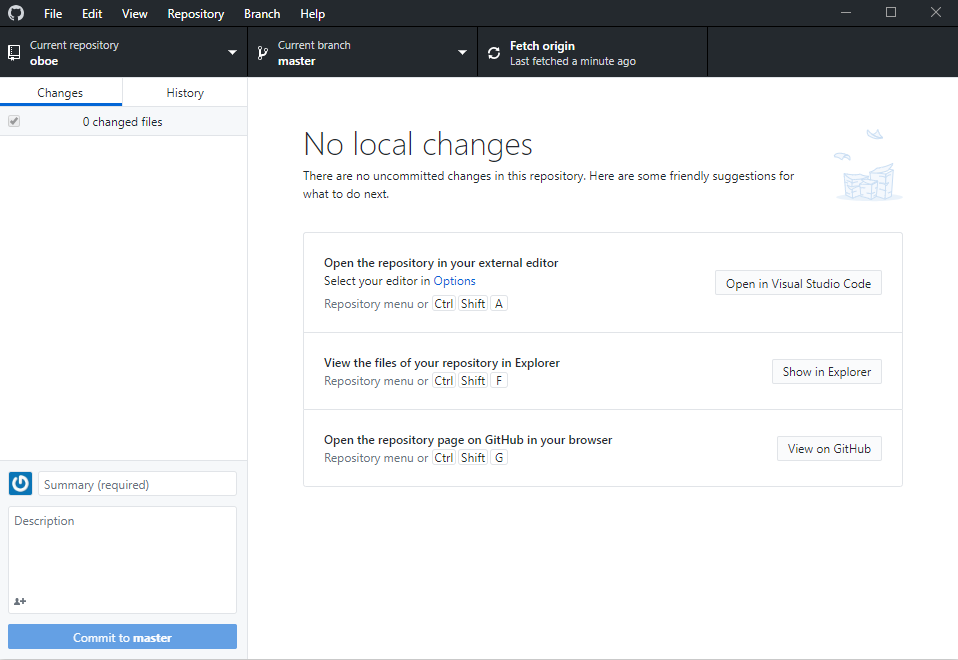 File Edit View Repository Branch Help
Current repository
oboe
Current branch
master
Fetch origin
Last fetched a minute ago
Changes
History
0 changed files
No local changes
There are no uncommitted changes in this repository. Here are some friendly suggestions for
what to do next.
Open the repository in your external editor
Select your editor in Options
Repository menu or Ctrl Shift A
Open in Visual Studio Code
View the files of your repository in Explorer
Repository menu or Ctrl Shift F
Show in Explorer
Open the repository page on GitHub in your browser
Repository menu or Ctrl Shift G
View on GitHub
Summary (required)
Description
Commit to master